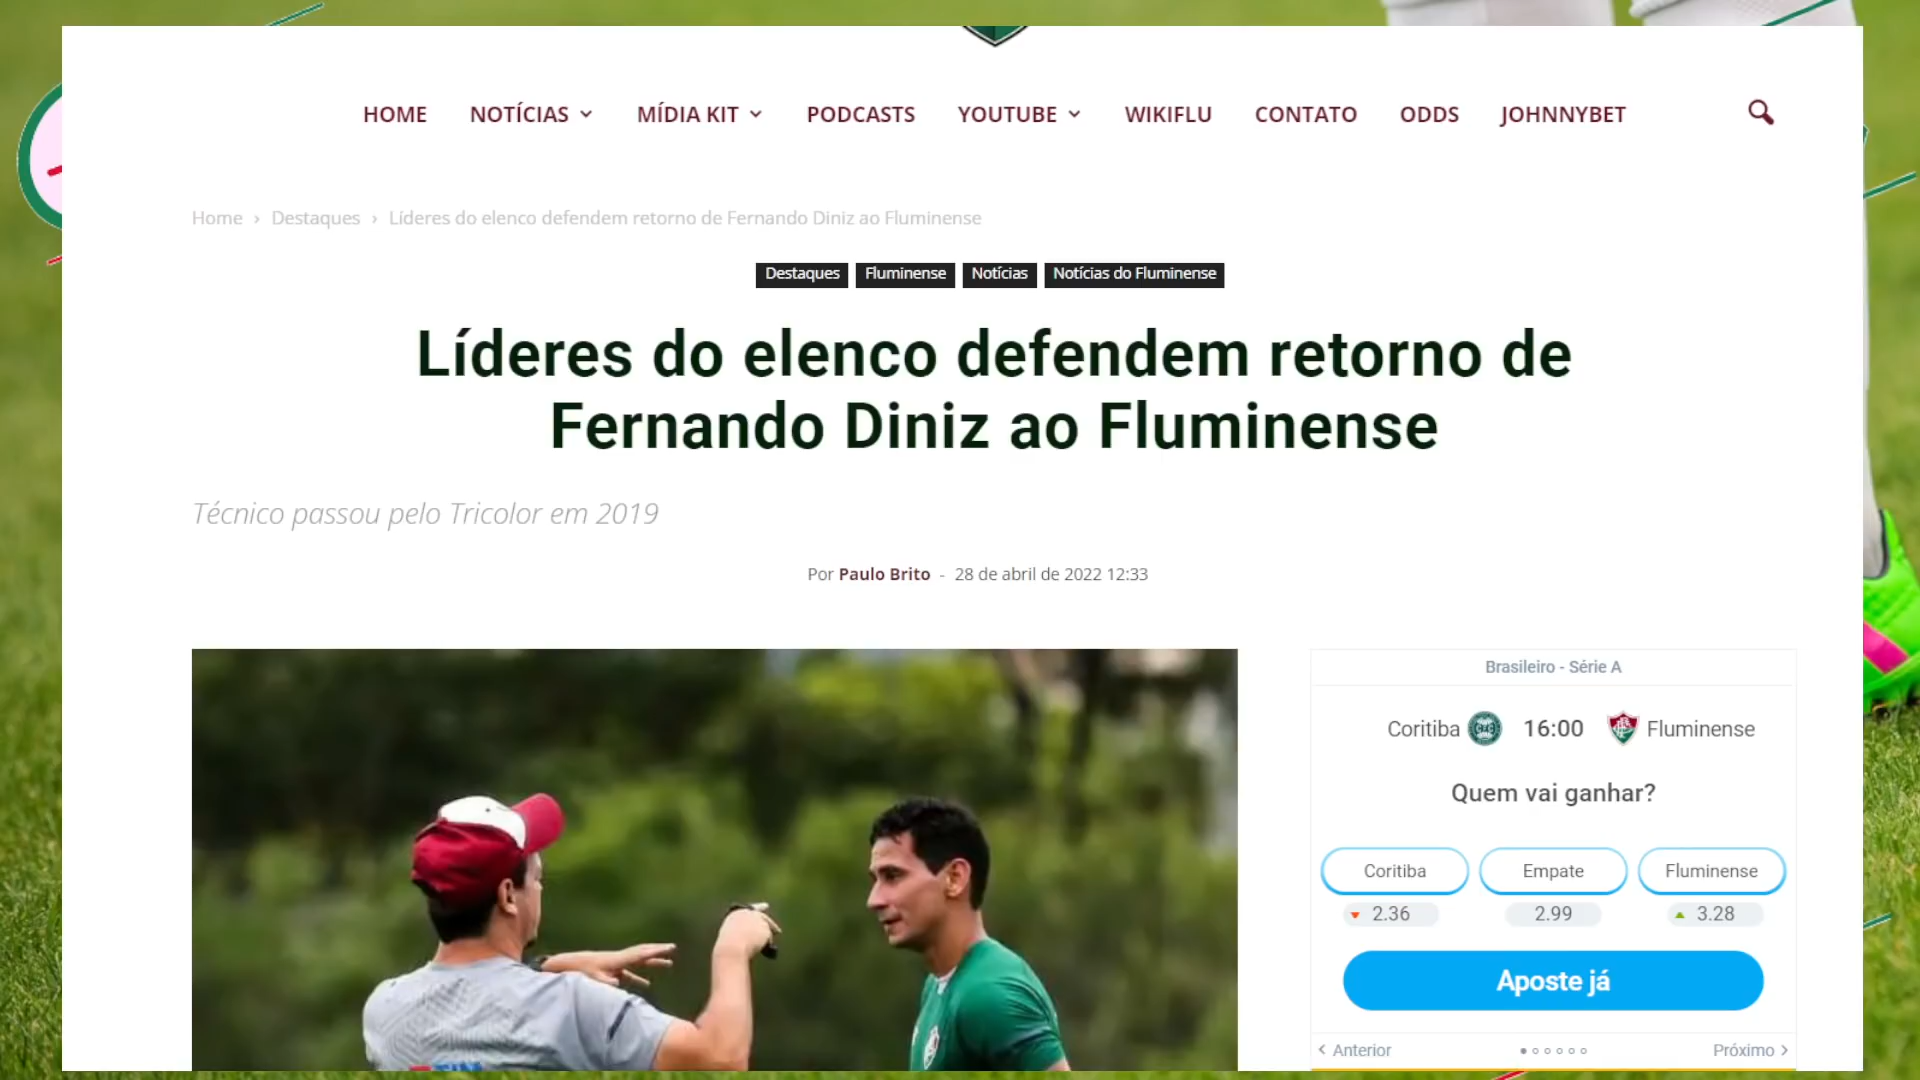 HOME NOTÍCIAS MÍDIA KIT PODCASTS YOUTUBE WIKIFLU CONTATO ODDS JOHNNYBET
Home › Destaques › Líderes do elenco defendem retorno de Fernando Diniz ao Fluminense
Destaques Fluminense Notícias Notícias do Fluminense
Líderes do elenco defendem retorno de
Fernando Diniz ao Fluminense
Técnico passou pelo Tricolor em 2019
Por Paulo Brito - 28 de abril de 2022 12:33
Brasileiro - Série A
Coritiba 16:00 Fluminense
Quem vai ganhar?
Coritiba Empate Fluminense
2.36 2.99 3.28
Aposte já
Anterior Próximo